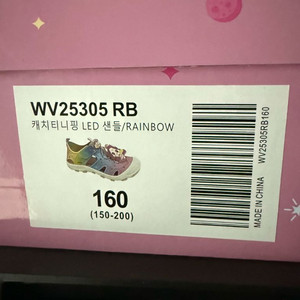 WV25305 RB
캐치티니핑 LED 샌들/RAINBOW
160
(150-200)
WV25305RB160
MADE IN CHINA